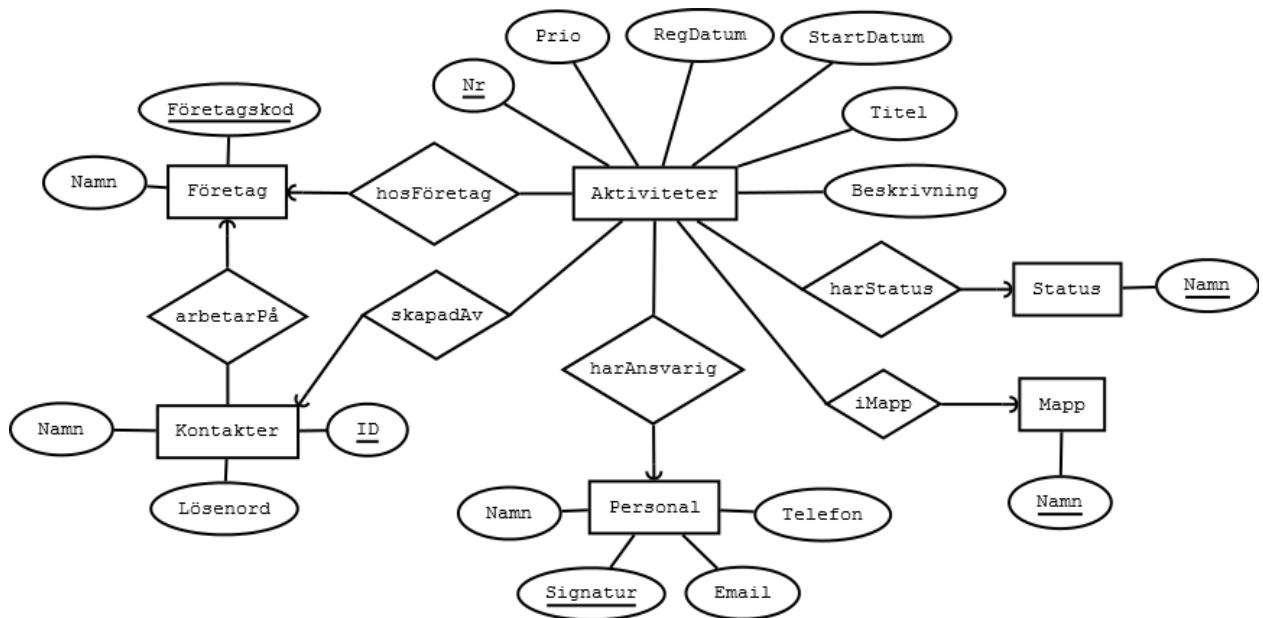 Prio
RegDatum
StartDatum
Nr
Företagskod
Titel
Namn
Företag
hosFöretag
Aktiviteter
Beskrivning
arbetarPå
skapadAv
harStatus
Status
Namn
harAnsvarig
iMapp
Mapp
Namn
Kontakter
ID
Lösenord
Namn
Personal
Telefon
Namn
Signatur
Email